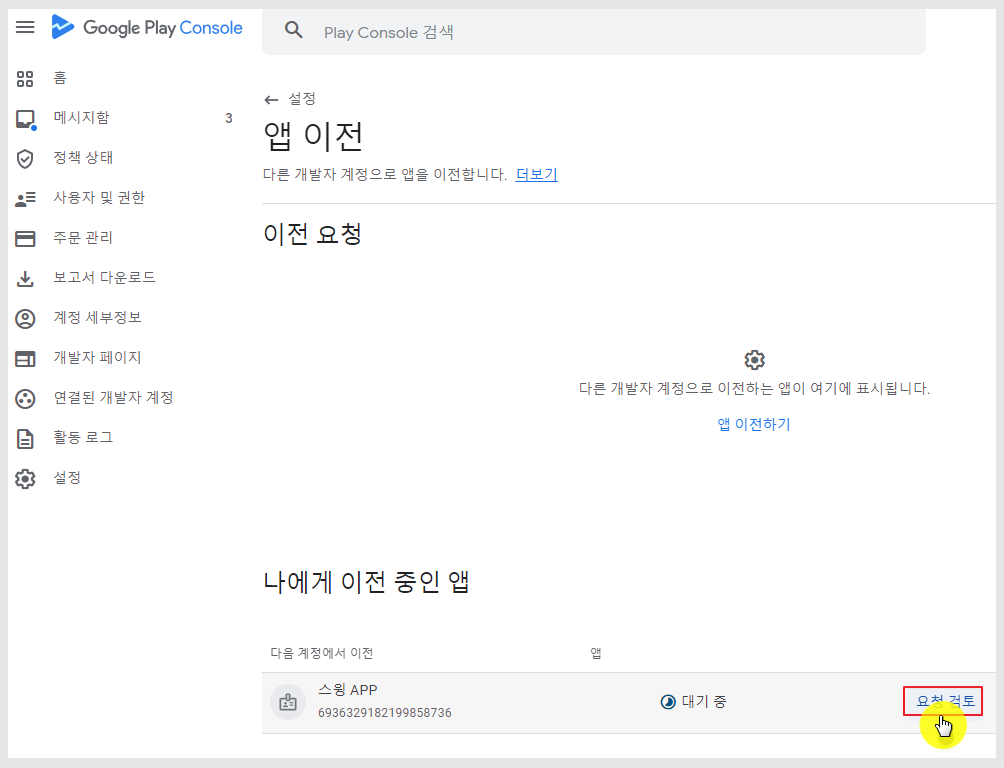 Google Play Console
Play Console 검색
홈
메시지함 3
정책 상태
사용자 및 권한
주문 관리
보고서 다운로드
계정 세부정보
개발자 페이지
연결된 개발자 계정
활동 로그
설정
← 설정
앱 이전
다른 개발자 계정으로 앱을 이전합니다. 더보기
이전 요청
다른 개발자 계정으로 이전하는 앱이 여기에 표시됩니다.
앱 이전하기
나에게 이전 중인 앱
다음 계정에서 이전 앱
스윙 APP
6936329182199858736
대기 중
요청 검토